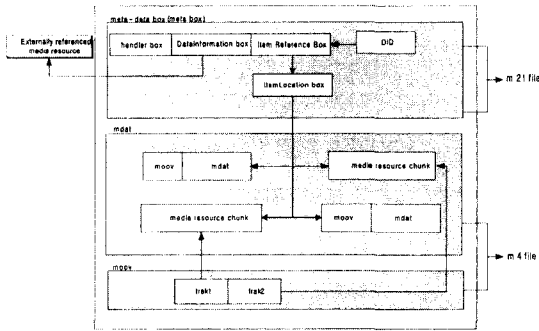 meta - data box (meta box)
Externally referenced
media resource
handler box
DataInformation box
Item Reference Box
DID
ItemLocation box
m 21 file
mdat
moov
mdat
media resource chunk
media resource chunk
moov
mdat
m 4 file
moov
trak1
trak2